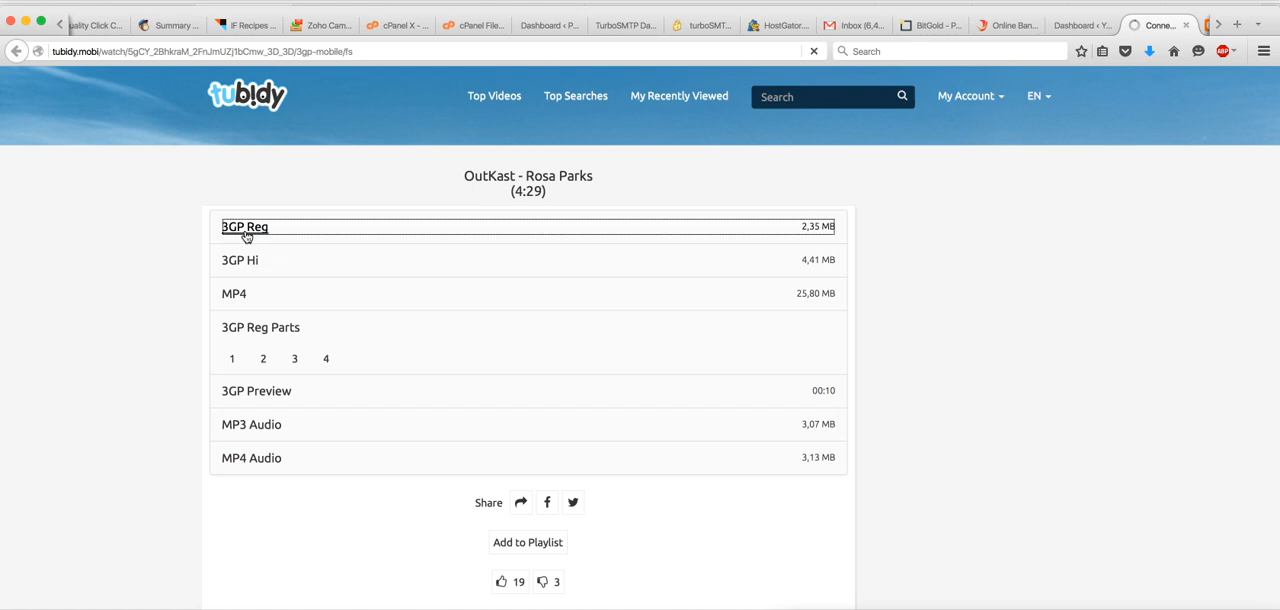 uality Click C...
Summary ...
IF Recipes ...
Zoho Cam...
cPanel X - ...
cPanel File...
Dashboard ‹ P...
TurboSMTP Da...
turboSMT...
HostGator....
Inbox (6,4...
BitGold - P...
Online Ban...
Dashboard ‹ Y...
Conne...
tubidy.mobi/watch/5gCY_2BhkraM_2FnJmUZj1bCmw_3D_3D/3gp-mobile/fs
Search
ABP
tubidy
Top Videos
Top Searches
My Recently Viewed
Search
My Account
EN
OutKast - Rosa Parks
(4:29)
3GP Reg 2,35 MB
3GP Hi 4,41 MB
MP4 25,80 MB
3GP Reg Parts
1 2 3 4
3GP Preview 00:10
MP3 Audio 3,07 MB
MP4 Audio 3,13 MB
Share
Add to Playlist
19 3